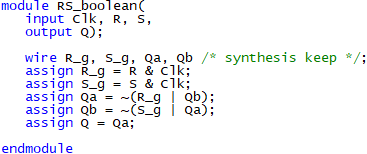 module RS_boolean(
input Clk, R, S,
output Q);
wire R_g, S_g, Qa, Qb /* synthesis keep */;
assign R_g = R & Clk;
assign S_g = S & Clk;
assign Qa = ~(R_g | Qb);
assign Qb = ~(S_g | Qa);
assign Q = Qa;
endmodule